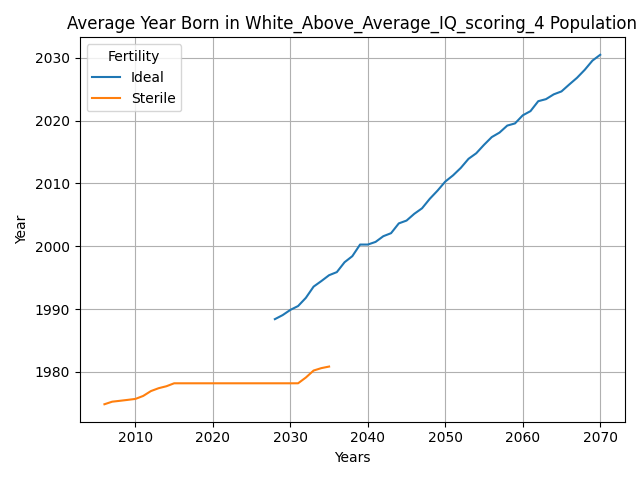 Average Year Born in White_Above_Average_IQ_scoring_4 Population
Fertility
Ideal
Sterile
Year
2030
2020
2010
2000
1990
1980
2010 2020 2030 2040 2050 2060 2070
Years